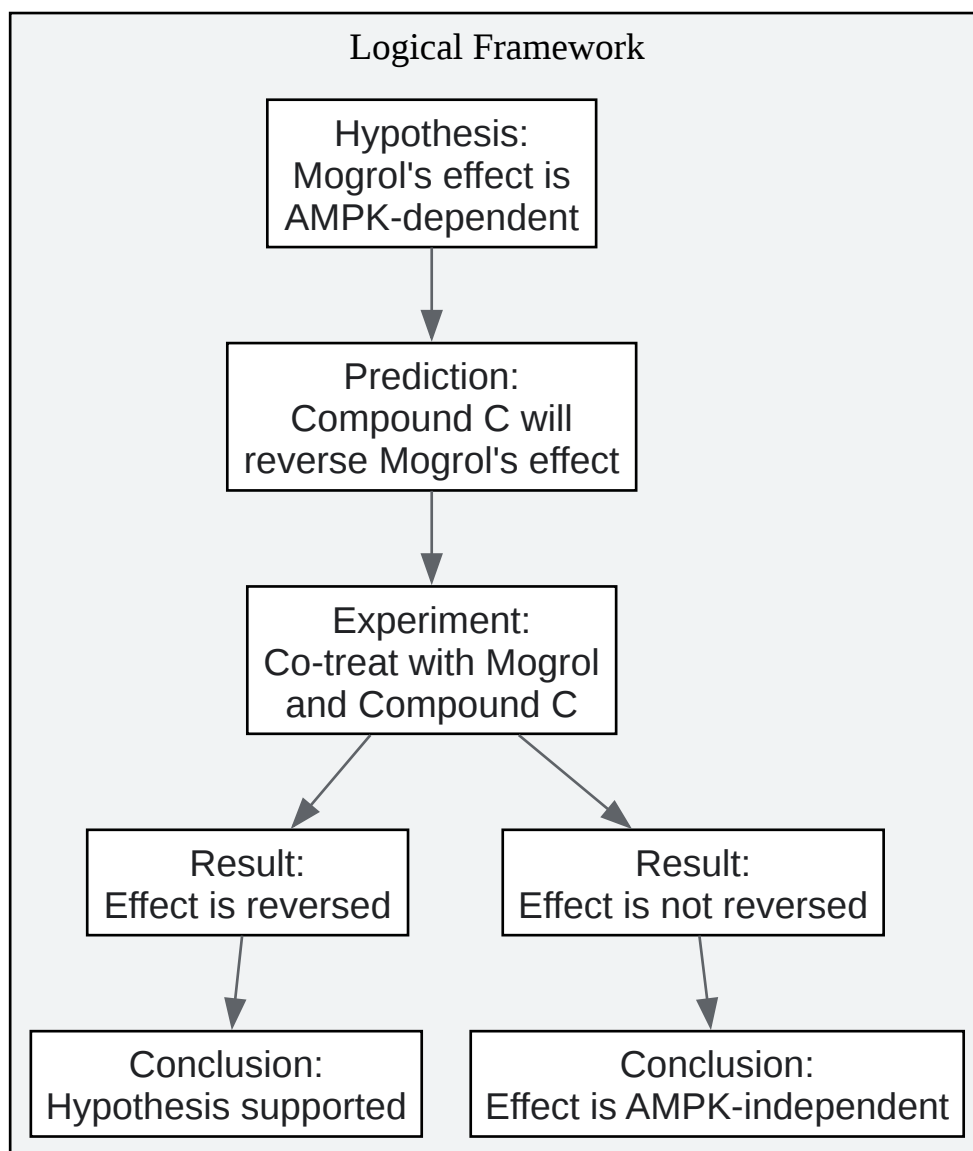 Logical Framework
Hypothesis:
Mogrol's effect is
AMPK-dependent
Prediction:
Compound C will
reverse Mogrol's effect
Experiment:
Co-treat with Mogrol
and Compound C
Result:
Effect is reversed
Result:
Effect is not reversed
Conclusion:
Hypothesis supported
Conclusion:
Effect is AMPK-independent